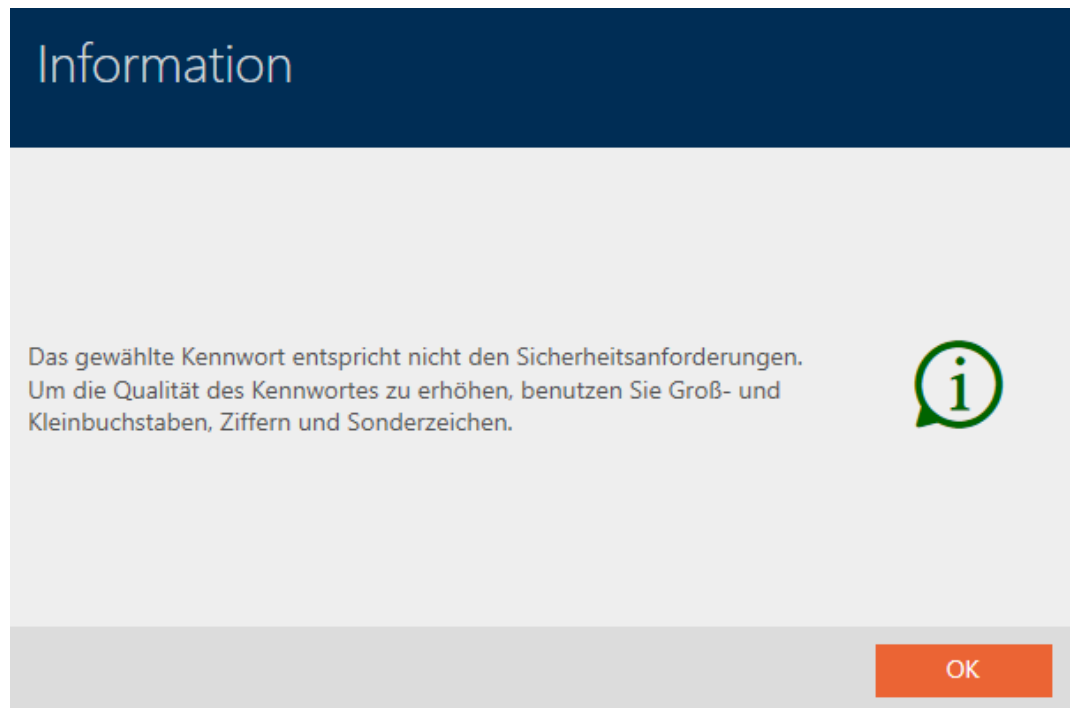 Information
Das gewählte Kennwort entspricht nicht den Sicherheitsanforderungen.
Um die Qualität des Kennwortes zu erhöhen, benutzen Sie Groß- und
Kleinbuchstaben, Ziffern und Sonderzeichen.
i
OK